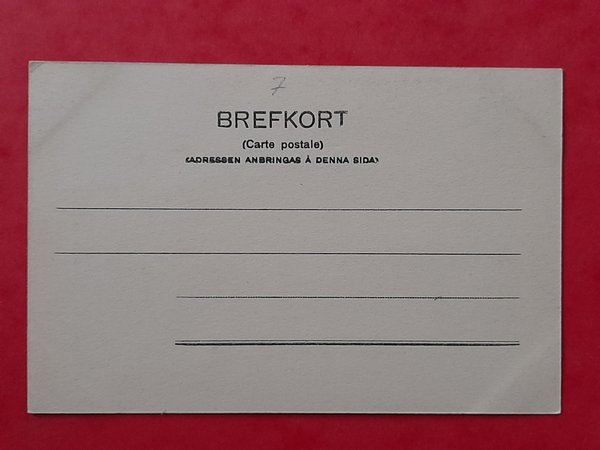 7
BREFKORT
(Carte postale)
(ADRESSEN ANBRINGAS Å DENNA SIDA)